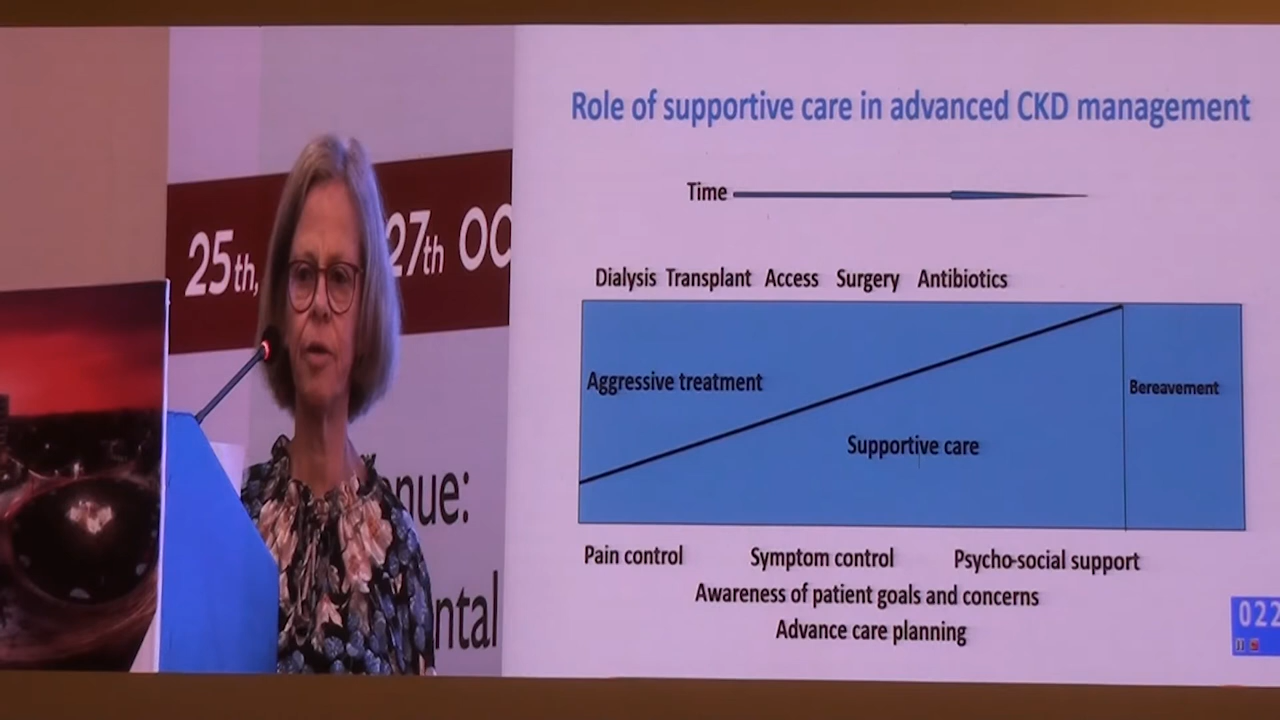 Role of supportive care in advanced CKD management
Time
Dialysis Transplant Access Surgery Antibiotics
Aggressive treatment
Bereavement
Supportive care
Pain control Symptom control Psycho-social support
Awareness of patient goals and concerns
Advance care planning
25th, 27th OC
nue:
ntal
022